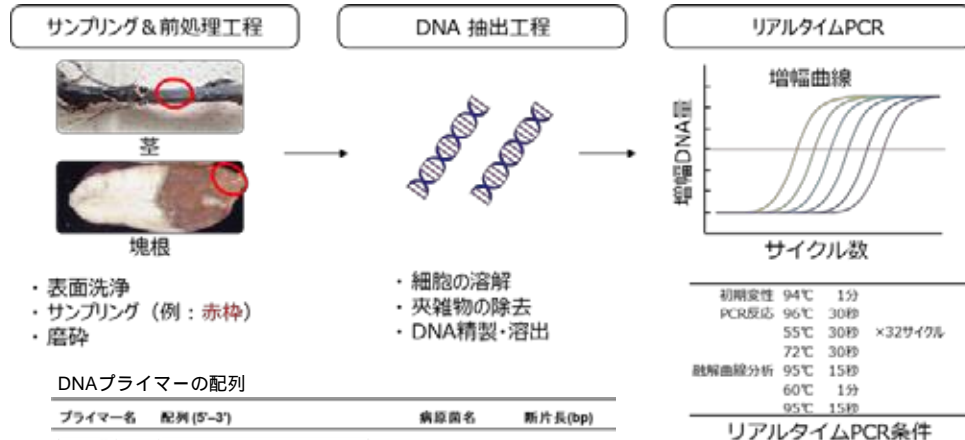 サンプリング＆前処理工程
茎
塊根
・表面洗浄
・サンプリング（例：赤枠）
・磨砕
DNA 抽出工程
・細胞の溶解
・夾雑物の除去
・DNA精製・溶出
リアルタイムPCR
増幅曲線
増幅DNA量
サイクル数
初期変性 94℃ 1分
PCR反応 96℃ 30秒
55℃ 30秒 ×32サイクル
72℃ 30秒
融解曲線分析 95℃ 15秒
60℃ 1分
95℃ 15秒
リアルタイムPCR条件
DNAプライマーの配列
プライマー名 配列 (5'–3') 病原菌名 断片長(bp)